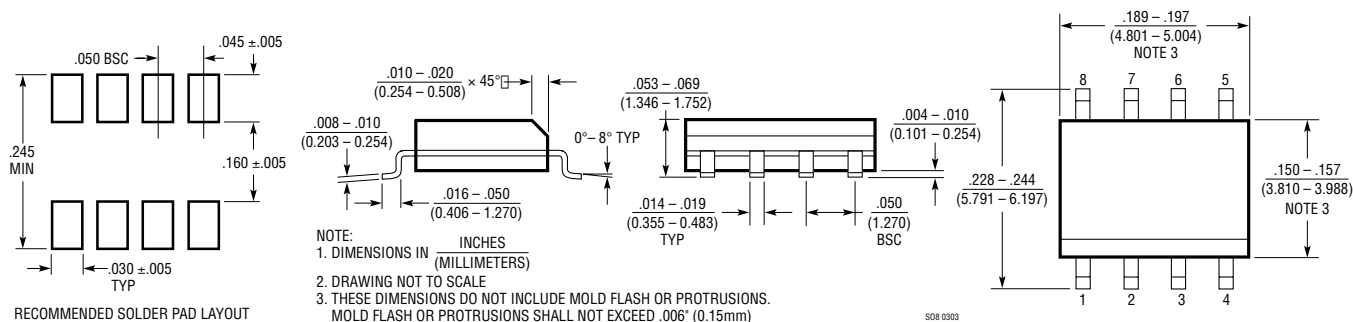 .050 BSC
.045 ±.005
.245
MIN
.160 ±.005
.030 ±.005
TYP
RECOMMENDED SOLDER PAD LAYOUT
.010 – .020
(0.254 – 0.508)
× 45°
.008 – .010
(0.203 – 0.254)
0°– 8° TYP
.016 – .050
(0.406 – 1.270)
NOTE:
1. DIMENSIONS IN INCHES
(MILLIMETERS)
2. DRAWING NOT TO SCALE
3. THESE DIMENSIONS DO NOT INCLUDE MOLD FLASH OR PROTRUSIONS.
MOLD FLASH OR PROTRUSIONS SHALL NOT EXCEED .006" (0.15mm)
.053 – .069
(1.346 – 1.752)
.004 – .010
(0.101 – 0.254)
.014 – .019
(0.355 – 0.483)
TYP
.050
(1.270)
BSC
.189 – .197
(4.801 – 5.004)
NOTE 3
8 7 6 5
.228 – .244
(5.791 – 6.197)
.150 – .157
(3.810 – 3.988)
NOTE 3
1 2 3 4
SO8 0303